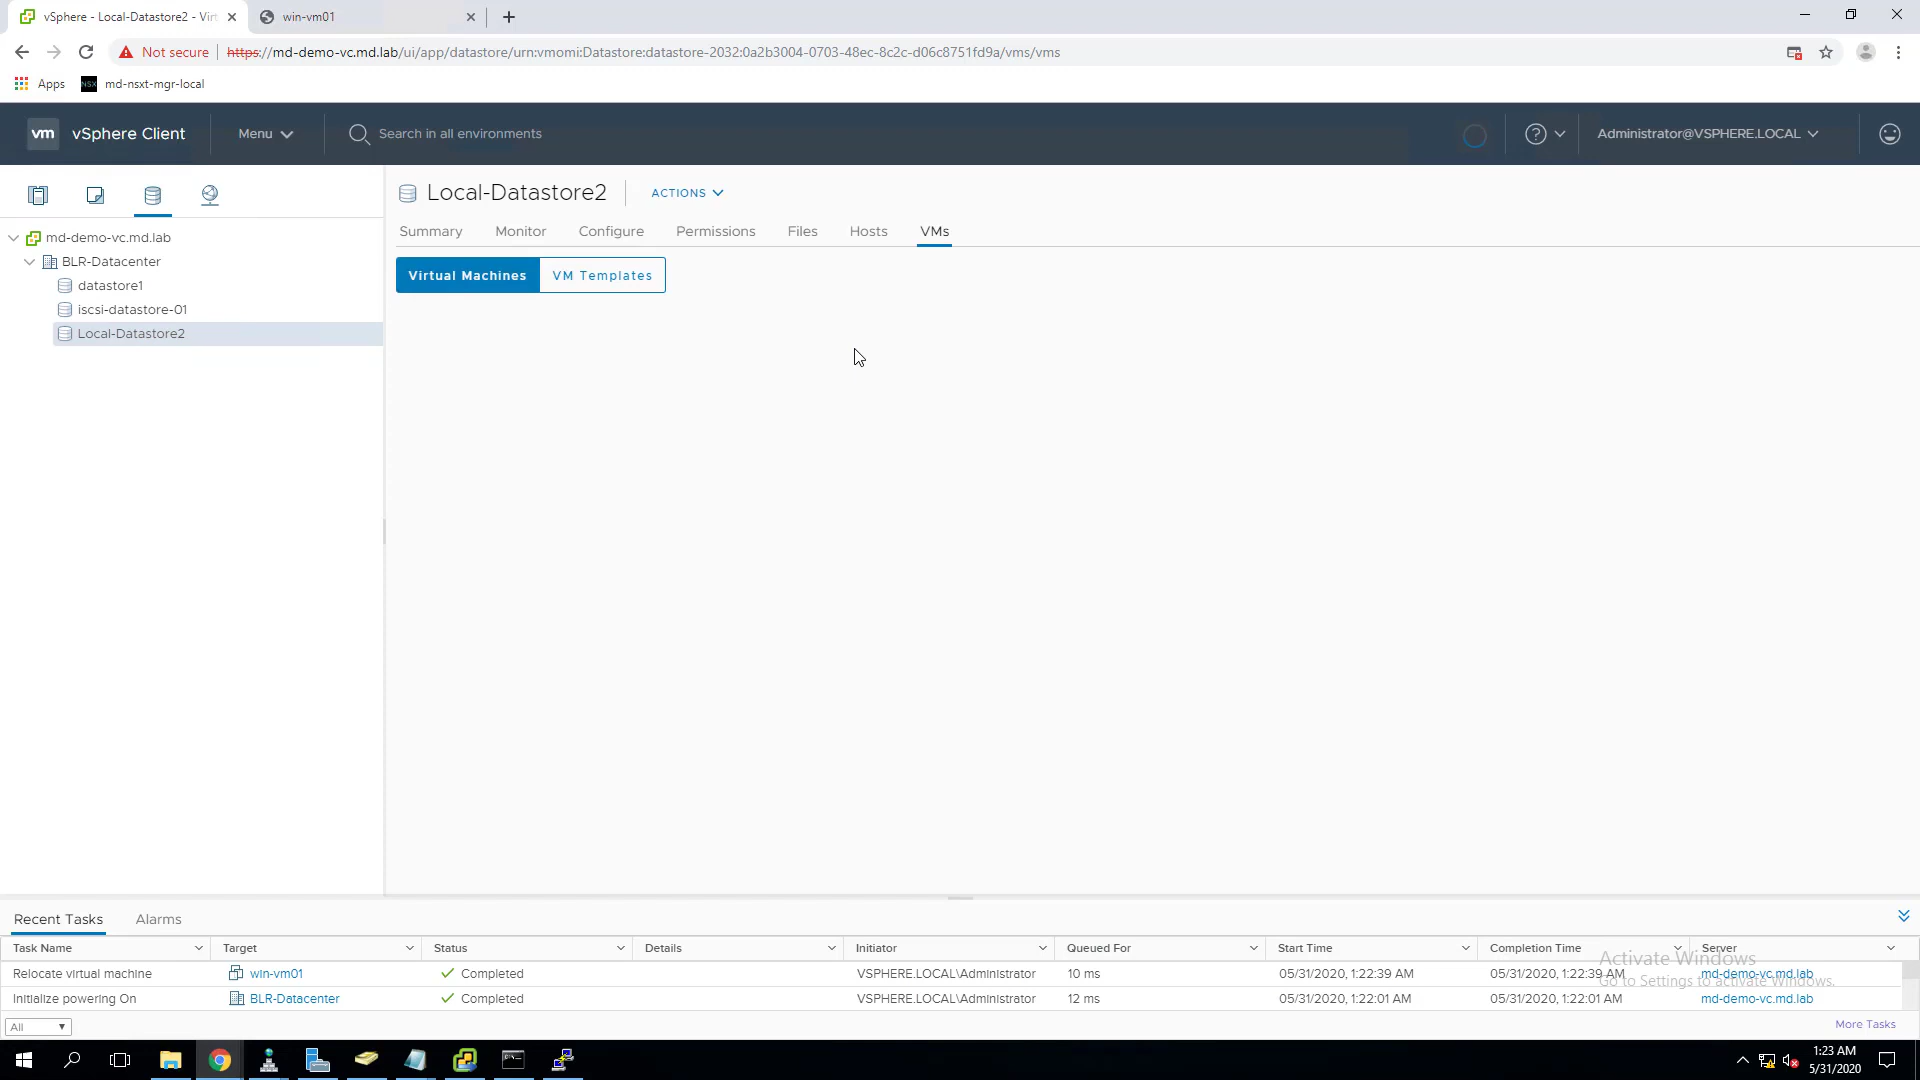 vSphere - Local-Datastore2 - Virt
win-vm01
Not secure
https://md-demo-vc.md.lab/ui/app/datastore/urn:vmomi:Datastore:datastore-2032:0a2b3004-0703-48ec-8c2c-d06c8751fd9a/vms/vms
Apps
NSX
md-nsxt-mgr-local
vm
vSphere Client
Menu
Search in all environments
?
Administrator@VSPHERE.LOCAL
md-demo-vc.md.lab
BLR-Datacenter
datastore1
iscsi-datastore-01
Local-Datastore2
Local-Datastore2
ACTIONS
Summary Monitor Configure Permissions Files Hosts VMs
Virtual Machines VM Templates
Recent Tasks Alarms
Task Name Target Status Details Initiator Queued For Start Time Completion Time Server
Relocate virtual machine win-vm01 Completed VSPHERE.LOCAL\Administrator 10 ms 05/31/2020, 1:22:39 AM 05/31/2020, 1:22:39 AM md-demo-vc.md.lab
Initialize powering On BLR-Datacenter Completed VSPHERE.LOCAL\Administrator 12 ms 05/31/2020, 1:22:01 AM 05/31/2020, 1:22:01 AM md-demo-vc.md.lab
Activate Windows
Go to Settings to activate Windows.
All
More Tasks
1:23 AM
5/31/2020